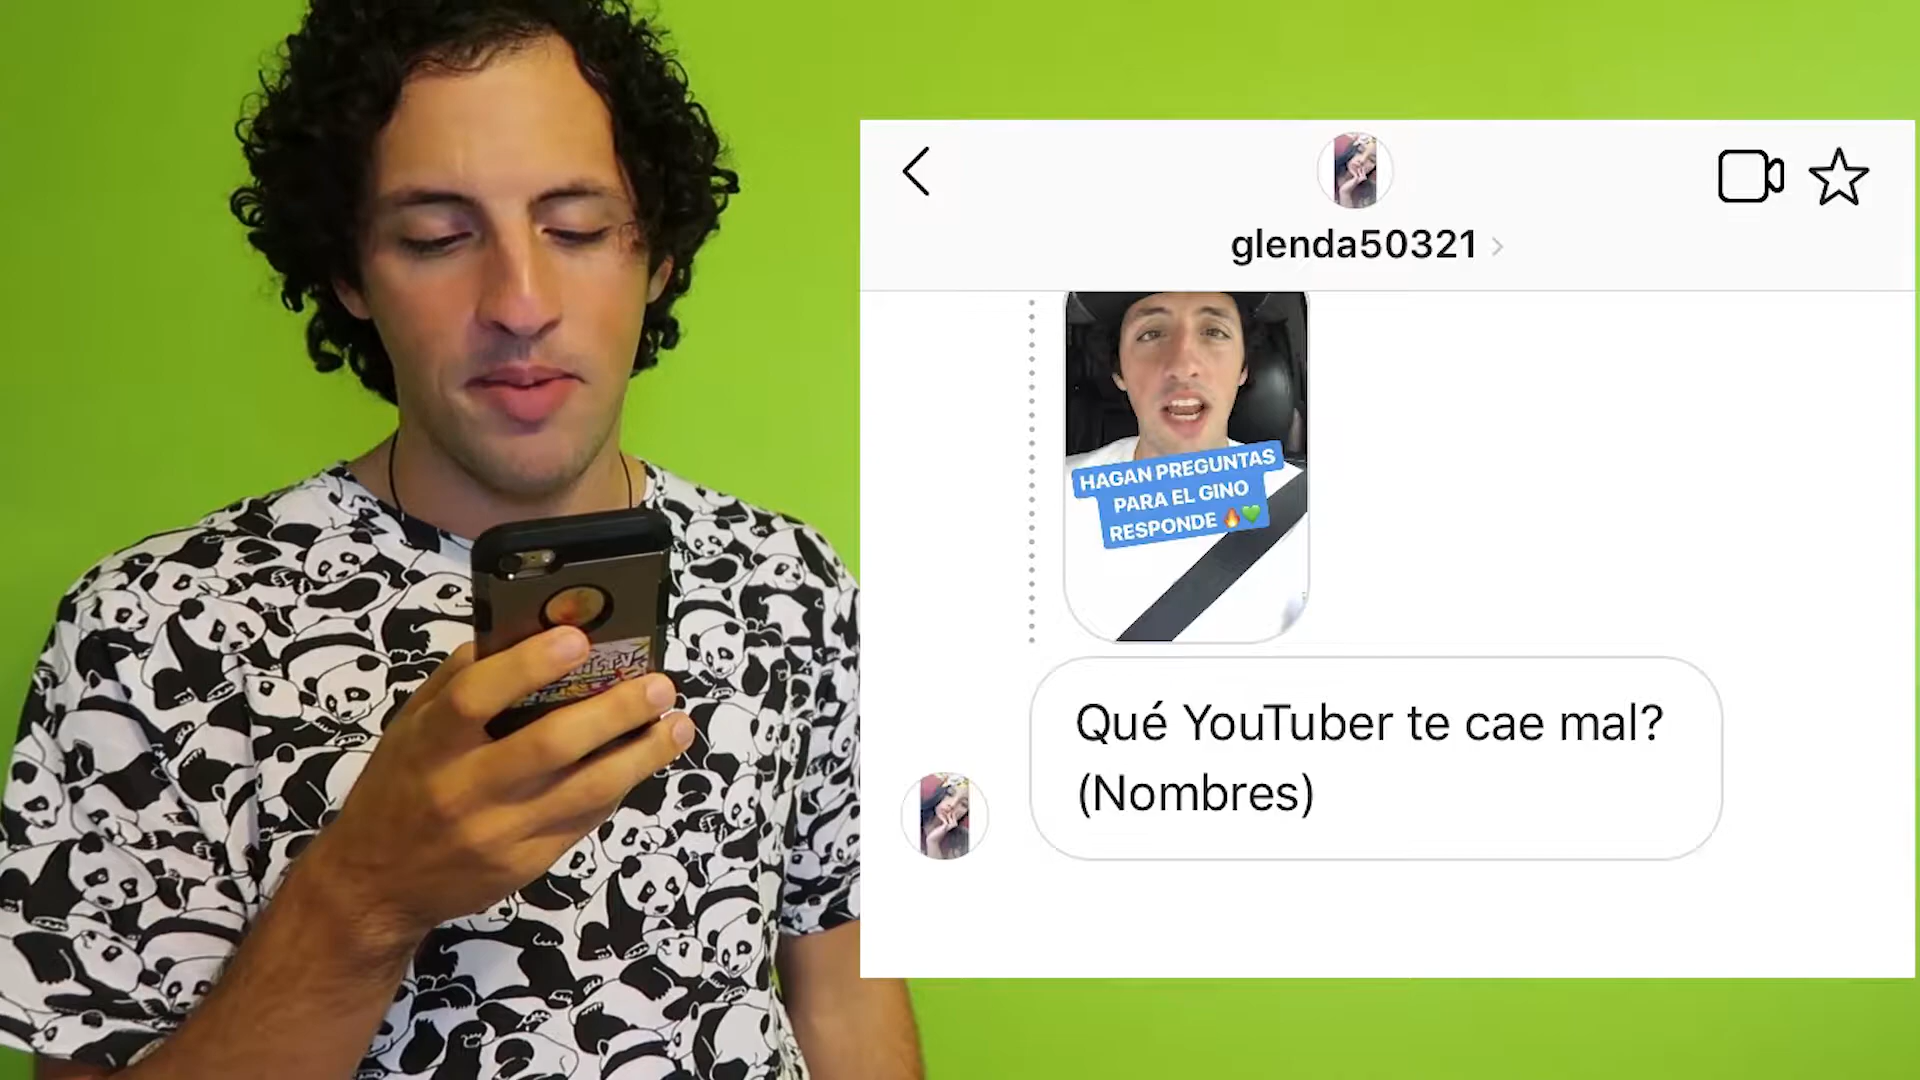 glenda50321
HAGAN PREGUNTAS
PARA EL GINO
RESPONDE 🔥💚
Qué YouTuber te cae mal?
(Nombres)